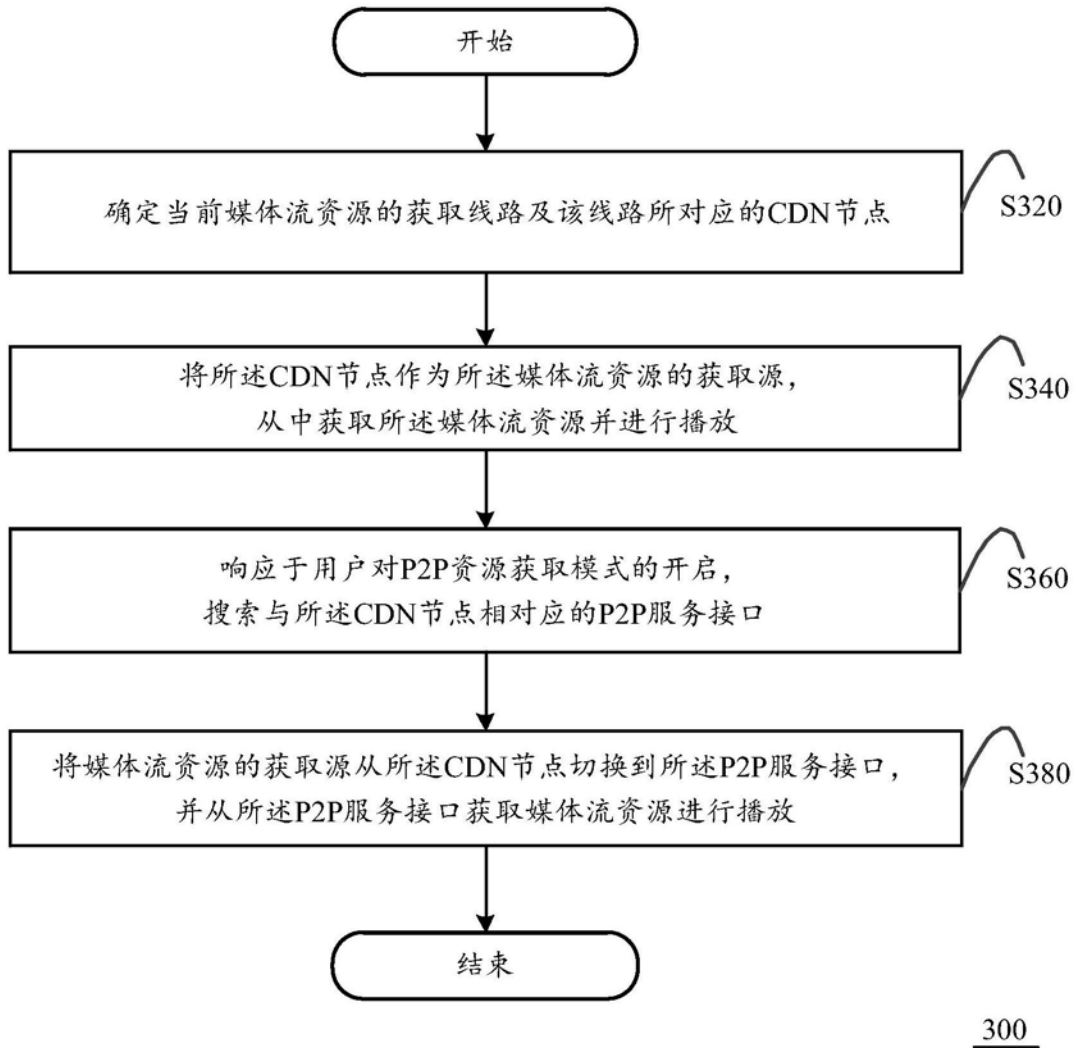 开始
确定当前媒体流资源的获取线路及该线路所对应的CDN节点
S320
将所述CDN节点作为所述媒体流资源的获取源，
从中获取所述媒体流资源并进行播放
S340
响应于用户对P2P资源获取模式的开启，
搜索与所述CDN节点相对应的P2P服务接口
S360
将媒体流资源的获取源从所述CDN节点切换到所述P2P服务接口，
并从所述P2P服务接口获取媒体流资源进行播放
S380
结束
300